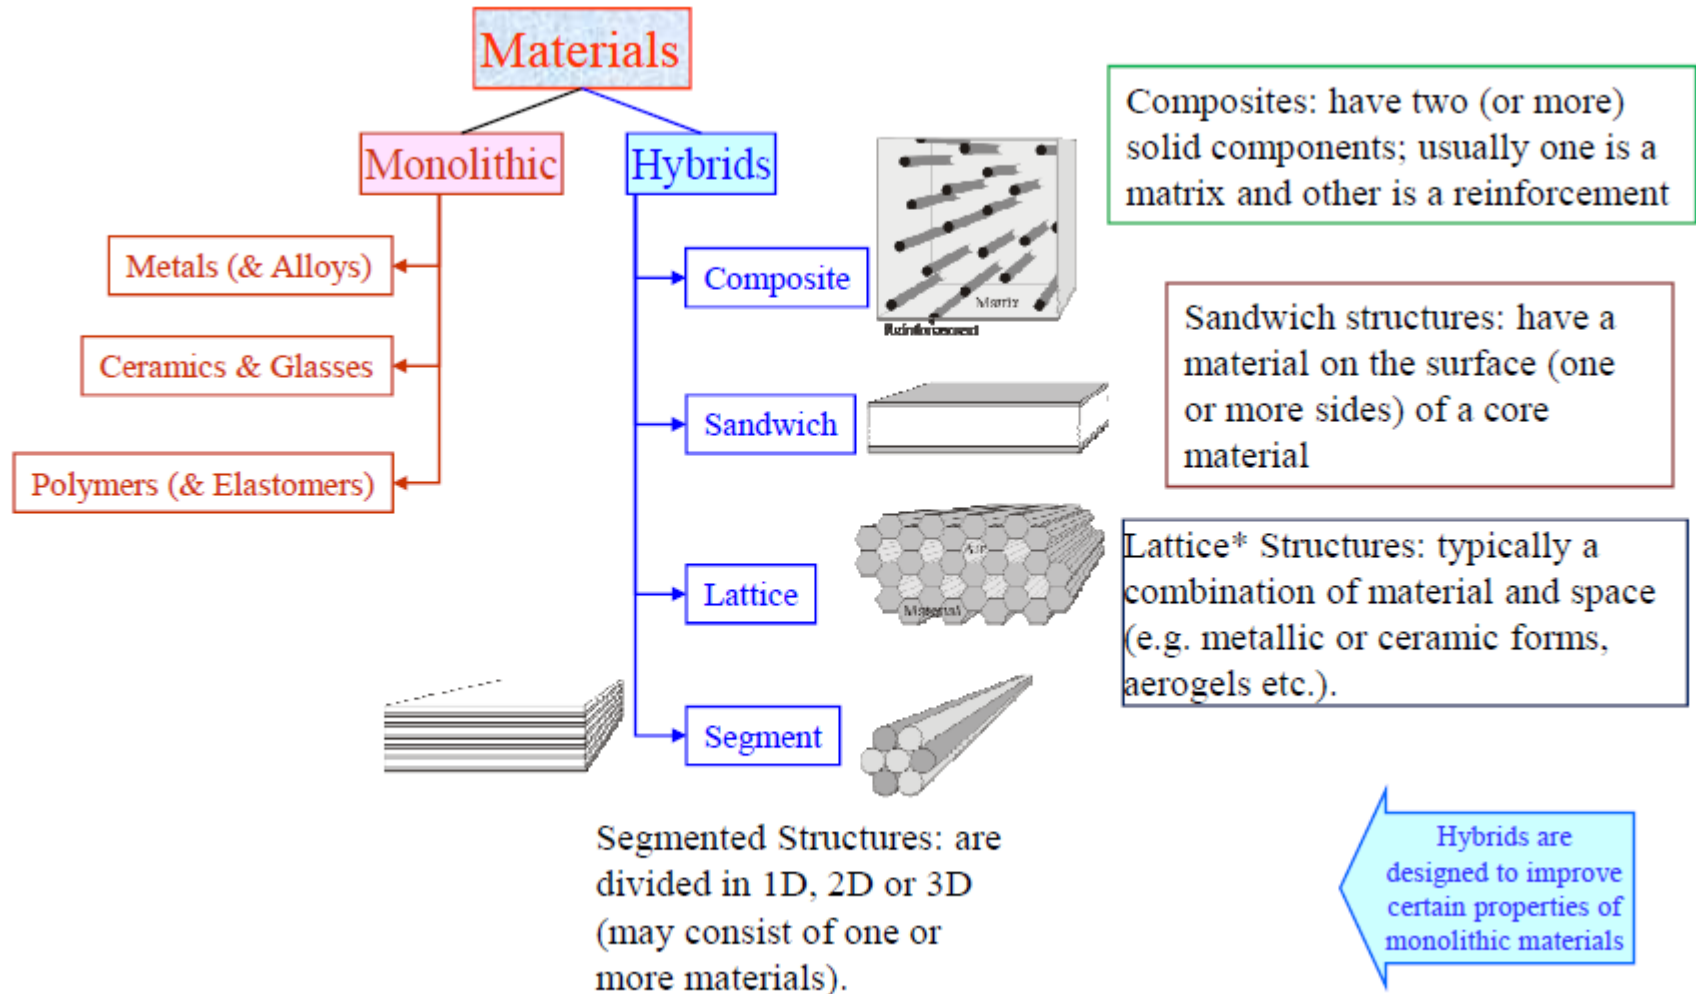 Materials
Monolithic
Hybrids
Metals (& Alloys)
Ceramics & Glasses
Polymers (& Elastomers)
Composite
Matrix
Reinforcement
Composites: have two (or more)
solid components; usually one is a
matrix and other is a reinforcement
Sandwich
Sandwich structures: have a
material on the surface (one
or more sides) of a core
material
Lattice
Air
Material
Lattice* Structures: typically a
combination of material and space
(e.g. metallic or ceramic forms,
aerogels etc.).
Segment
Segmented Structures: are
divided in 1D, 2D or 3D
(may consist of one or
more materials).
Hybrids are
designed to improve
certain properties of
monolithic materials